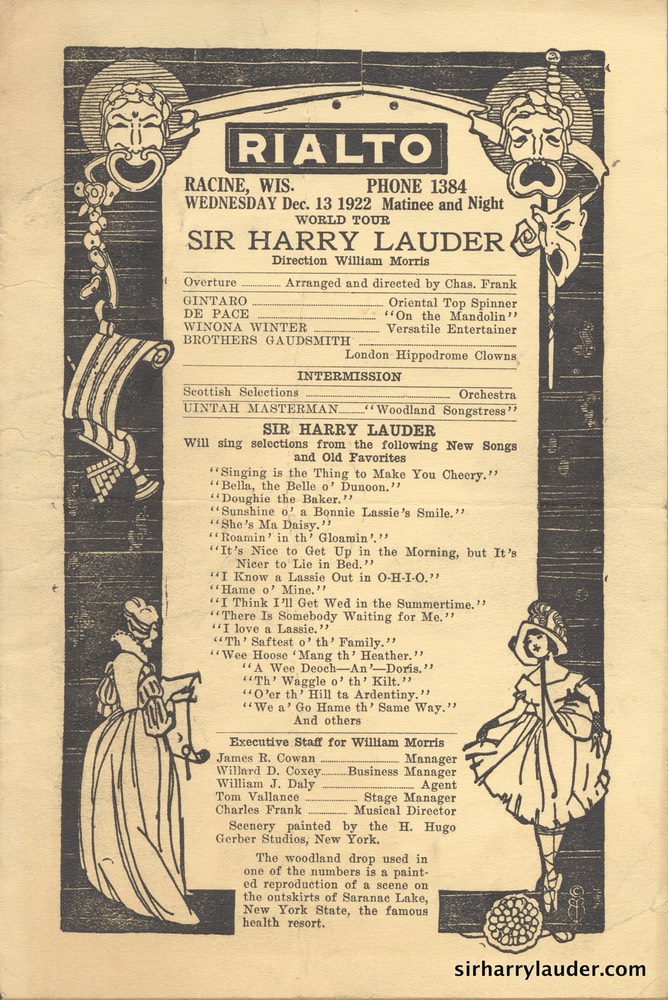 RIALTO
RACINE, WIS. PHONE 1384
WEDNESDAY Dec. 13 1922 Matinee and Night
WORLD TOUR
SIR HARRY LAUDER
Direction William Morris
Overture ............ Arranged and directed by Chas. Frank
GINTARO ............ Oriental Top Spinner
DE PACE ............ "On the Mandolin"
WINONA WINTER ............ Versatile Entertainer
BROTHERS GAUDSMITH ............
London Hippodrome Clowns
INTERMISSION
Scottish Selections ............ Orchestra
UINTAH MASTERMAN ............ "Woodland Songstress"
SIR HARRY LAUDER
Will sing selections from the following New Songs
and Old Favorites
"Singing is the Thing to Make You Cheery."
"Bella, the Belle o' Dunoon."
"Doughie the Baker."
"Sunshine o' a Bonnie Lassie's Smile."
"She's Ma Daisy."
"Roamin' in th' Gloamin'."
"It's Nice to Get Up in the Morning, but It's
Nicer to Lie in Bed."
"I Know a Lassie Out in O-H-I-O."
"Hame o' Mine."
"I Think I'll Get Wed in the Summertime."
"There Is Somebody Waiting for Me."
"I love a Lassie."
"Th' Saftest o' th' Family."
"Wee Hoose 'Mang th' Heather."
"A Wee Deoch—An'—Doris."
"Th' Waggle o' th' Kilt."
"O'er th' Hill ta Ardentiny."
"We a' Go Hame th' Same Way."
And others
Executive Staff for William Morris
James R. Cowan ............ Manager
Willard D. Coxey ............ Business Manager
William J. Daly ............ Agent
Tom Vallance ............ Stage Manager
Charles Frank ............ Musical Director
Scenery painted by the H. Hugo
Gerber Studios, New York.
The woodland drop used in
one of the numbers is a paint-
ed reproduction of a scene on
the outskirts of Saranac Lake,
New York State, the famous
health resort.
sirharrylauder.com